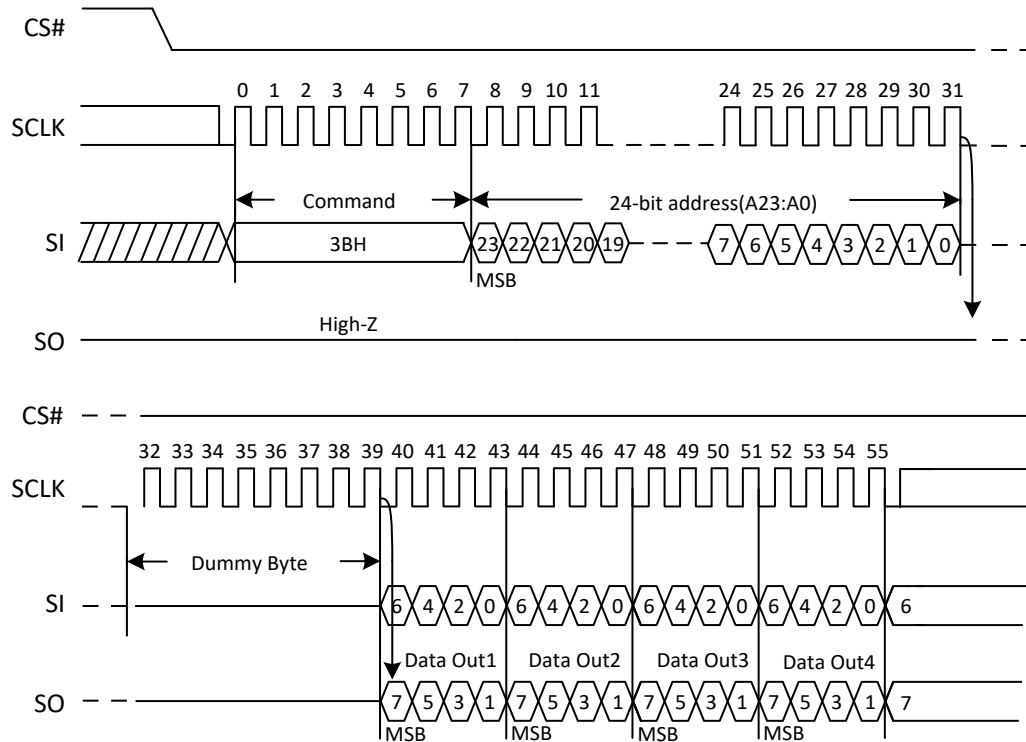 CS#
0 1 2 3 4 5 6 7 8 9 10 11 24 25 26 27 28 29 30 31
SCLK
Command 24-bit address(A23:A0)
SI 3BH 23 22 21 20 19 7 6 5 4 3 2 1 0
MSB
High-Z
SO
CS#
32 33 34 35 36 37 38 39 40 41 42 43 44 45 46 47 48 49 50 51 52 53 54 55
SCLK
Dummy Byte
SI 6 4 2 0 6 4 2 0 6 4 2 0 6 4 2 0 6
Data Out1 Data Out2 Data Out3 Data Out4
SO 7 5 3 1 7 5 3 1 7 5 3 1 7 5 3 1 7
MSB MSB MSB MSB